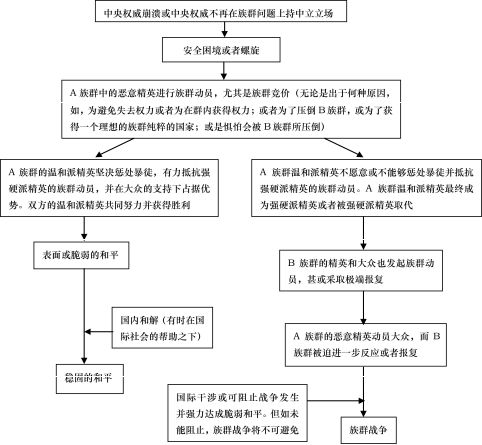 中央权威崩溃或中央权威不再在族群问题上持中立立场
安全困境或者螺旋
A 族群中的恶意精英进行族群动员，尤其是族群竞价（无论是出于何种原因，
如，为避免失去权力或者为在群内获得权力；或者为了压倒 B 族群，或为了获
得一个理想的族群纯粹的国家；或是惧怕会被 B 族群所压倒）
A 族群的温和派精英坚决惩处暴徒，有力抵抗强
硬派精英的族群动员，并在大众的支持下占据优
势。双方的温和派精英共同努力并获得胜利
A 族群温和派精英不愿意或不能够惩处暴徒并抵抗
强硬派精英的族群动员。A 族群温和派精英最终成
为强硬派精英或者被强硬派精英取代
表面或脆弱的和平
B 族群的精英和大众也发起族群动
员，甚或采取极端报复
国内和解（有时在国
际社会的帮助之下）
A 族群的恶意精英动员大众，而 B
族群被迫进一步反应或者报复
稳固的和平
国际干涉或可阻止战争发生
并强力达成脆弱和平。但如未
能阻止，族群战争将不可避免
族群战争